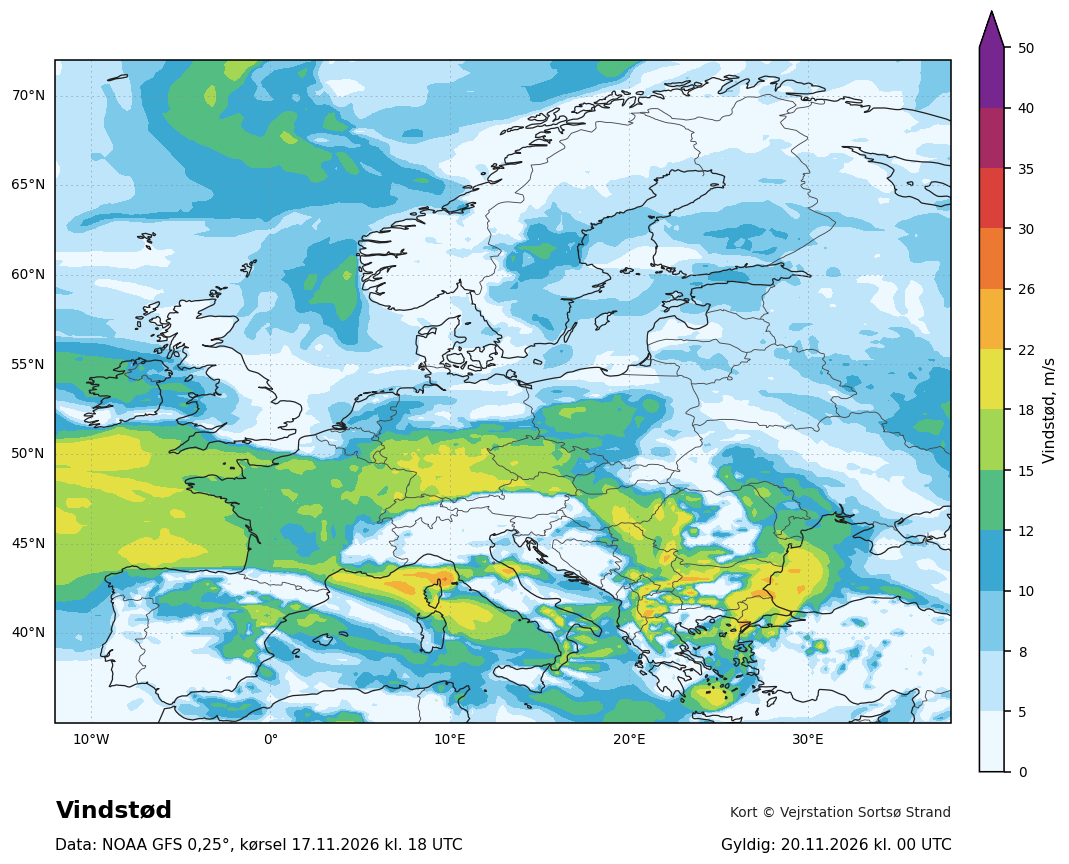 70°N
65°N
60°N
55°N
50°N
45°N
40°N
10°W
0°
10°E
20°E
30°E
50
40
35
30
26
22
18
15
12
10
8
5
0
Vindstød, m/s
Vindstød
Kort © Vejrstation Sortsø Strand
Data: NOAA GFS 0,25°, kørsel 17.11.2026 kl. 18 UTC
Gyldig: 20.11.2026 kl. 00 UTC